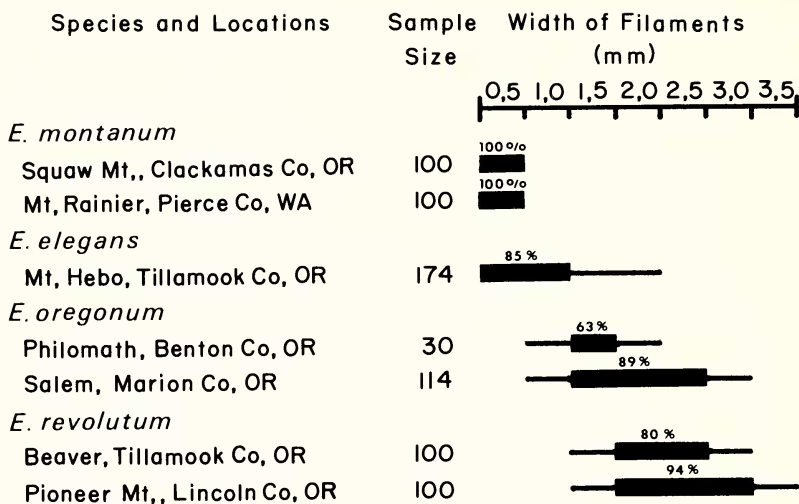 Species and Locations Sample Width of Filaments
Size (mm)
0,5 1,0 1,5 2,0 2,5 3,0 3,5
E. montanum
100%
Squaw Mt,, Clackamas Co, OR 100
100%
Mt, Rainier, Pierce Co, WA 100
E. elegans
85%
Mt, Hebo, Tillamook Co, OR 174
E. oregonum
63%
Philomath, Benton Co, OR 30
89%
Salem, Marion Co, OR 114
E. revolutum
80%
Beaver, Tillamook Co, OR 100
94%
Pioneer Mt,, Lincoln Co, OR 100